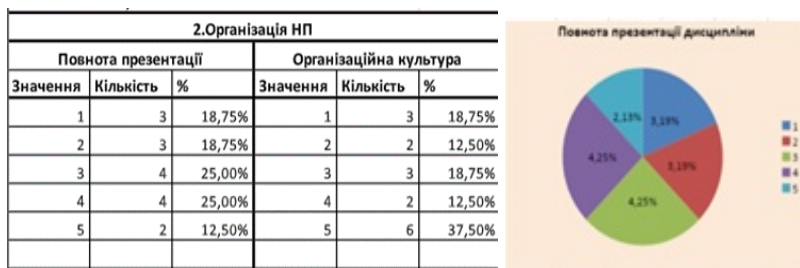 2.Організація НП
Повнота презентації Організаційна культура
Значення Кількість % Значення Кількість %
1 3 18,75% 1 3 18,75%
2 3 18,75% 2 2 12,50%
3 4 25,00% 3 3 18,75%
4 4 25,00% 4 2 12,50%
5 2 12,50% 5 6 37,50%
Повнота презентації дисципліни
2,13% 3,19%
4,25% 3,19%
4,25%
1
2
3
4
5